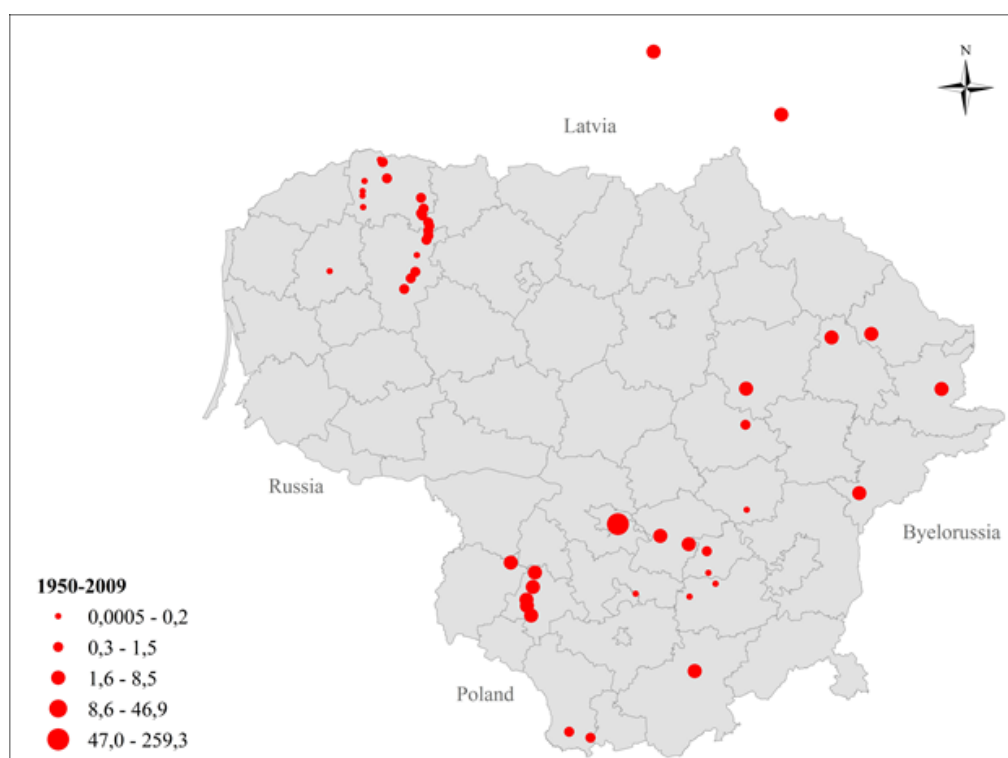 N
Latvia
Russia
Byelorussia
1950-2009
0,0005 - 0,2
0,3 - 1,5
1,6 - 8,5
8,6 - 46,9
47,0 - 259,3
Poland